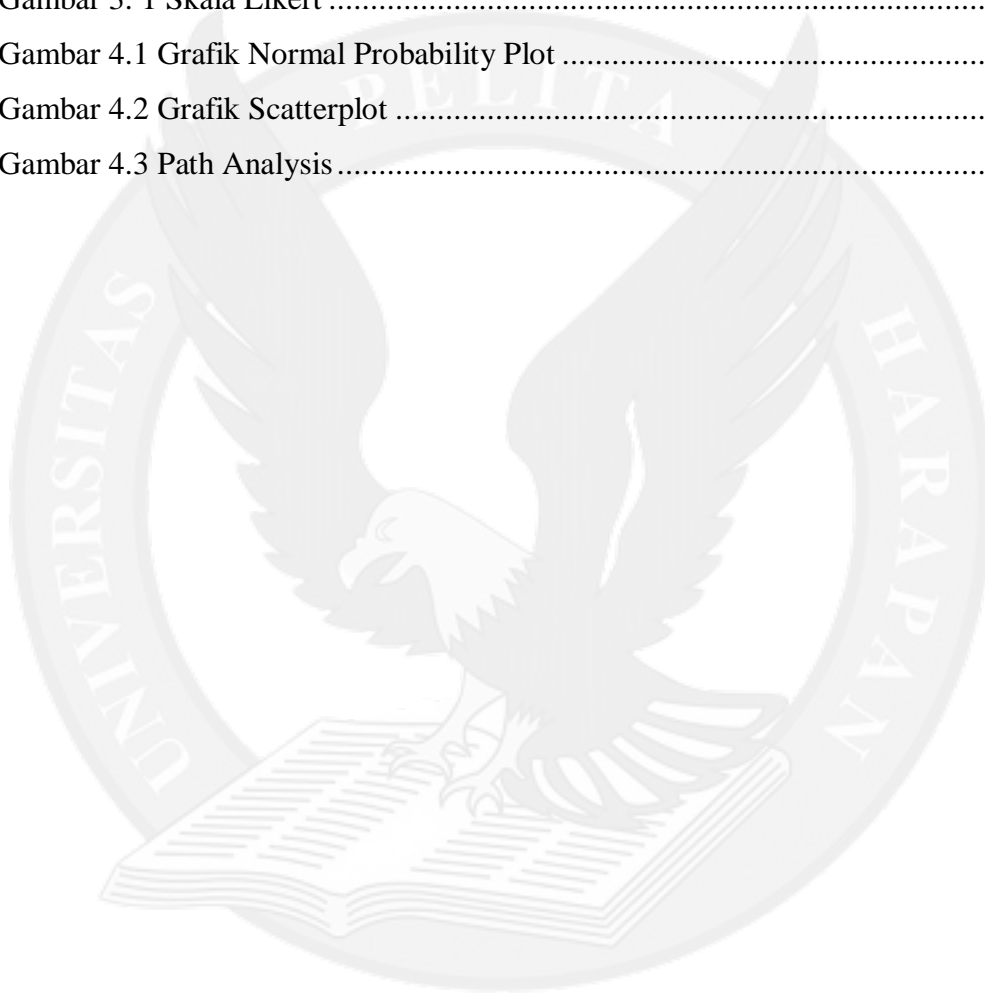 Gambar 3. 1 Skala Likert ...............................................................................
Gambar 4.1 Grafik Normal Probability Plot ...................................................
Gambar 4.2 Grafik Scatterplot .......................................................................
Gambar 4.3 Path Analysis ..............................................................................
UNIVERSITAS PELITA HARAPAN